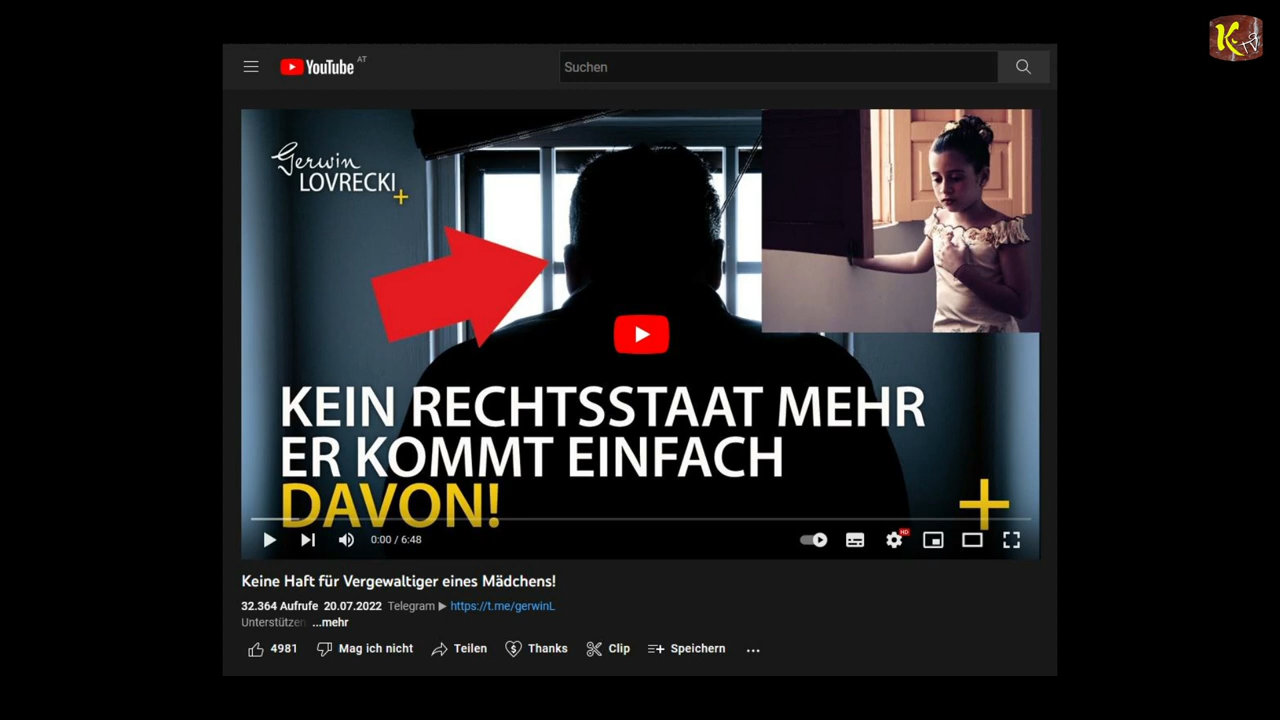 YouTube AT
Suchen
Gerwin
LOVRECKI
+
KEIN RECHTSSTAAT MEHR
ER KOMMT EINFACH
DAVON!
HD
0:00 / 6:48
Keine Haft für Vergewaltiger eines Mädchens!
32.364 Aufrufe 20.07.2022 Telegram ▶ https://t.me/gerwinL
Unterstützen ...mehr
4981 Mag ich nicht Teilen Thanks Clip Speichern ...